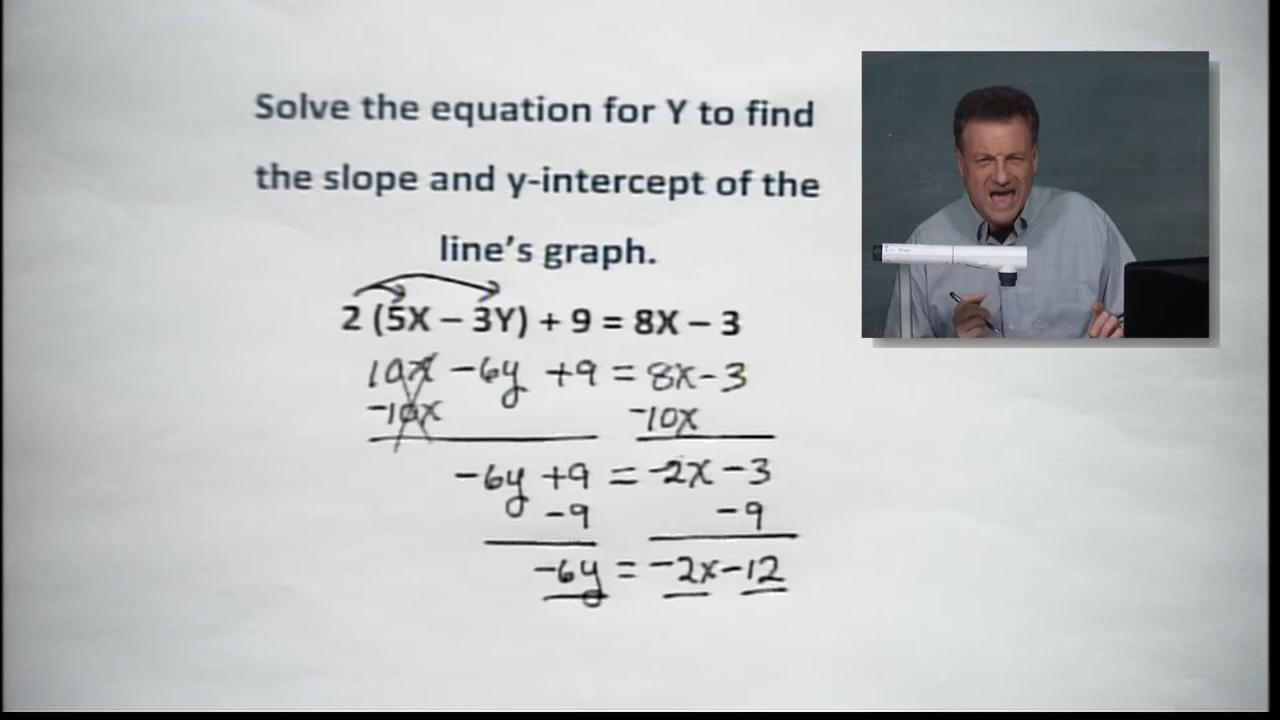 Solve the equation for Y to find
the slope and y-intercept of the
line's graph.
2 (5X – 3Y) + 9 = 8X – 3
10x -6y +9 = 8x-3
-10x -10x
-6y +9 = -2x -3
-9 -9
-6y = -2x-12